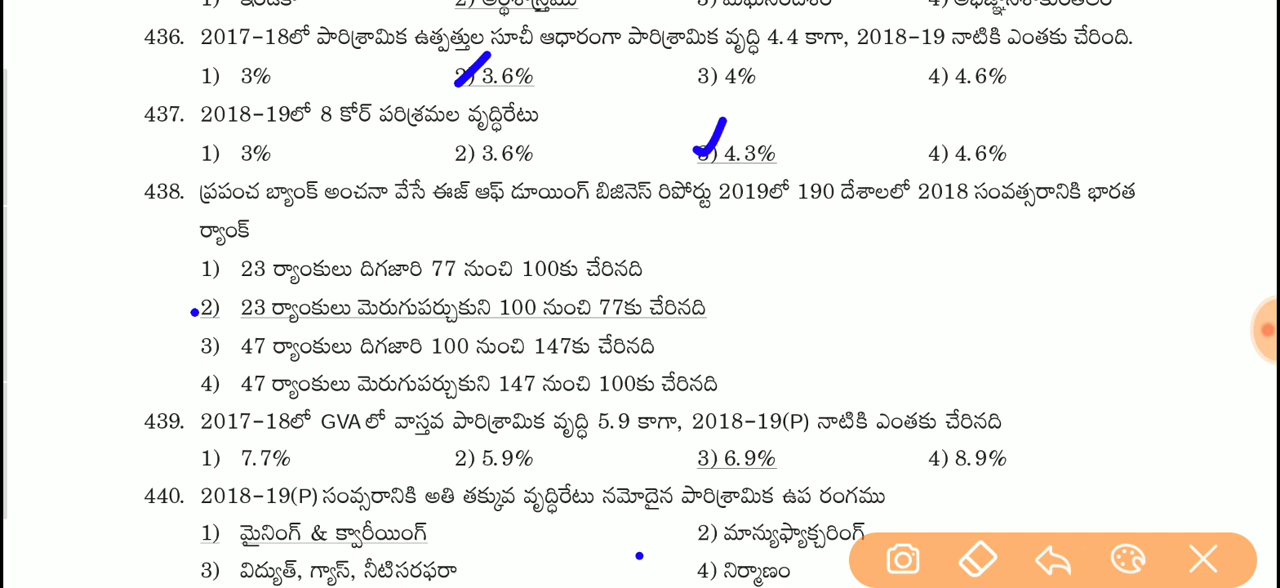 436. 2017-18లో పారిశ్రామిక ఉత్పత్తుల సూచీ ఆధారంగా పారిశ్రామిక వృద్ధి 4.4 కాగా, 2018-19 నాటికి ఎంతకు చేరింది.
1) 3% 2) 3.6% 3) 4% 4) 4.6%
437. 2018-19లో 8 కోర్ పరిశ్రమల వృద్ధిరేటు
1) 3% 2) 3.6% 3) 4.3% 4) 4.6%
438. ప్రపంచ బ్యాంక్ అంచనా వేసే ఈజ్ ఆఫ్ డూయింగ్ బిజినెస్ రిపోర్టు 2019లో 190 దేశాలలో 2018 సంవత్సరానికి భారత
ర్యాంక్
1) 23 ర్యాంకులు దిగజారి 77 నుంచి 100కు చేరినది
2) 23 ర్యాంకులు మెరుగుపర్చుకుని 100 నుంచి 77కు చేరినది
3) 47 ర్యాంకులు దిగజారి 100 నుంచి 147కు చేరినది
4) 47 ర్యాంకులు మెరుగుపర్చుకుని 147 నుంచి 100కు చేరినది
439. 2017-18లో GVA లో వాస్తవ పారిశ్రామిక వృద్ధి 5.9 కాగా, 2018-19(P) నాటికి ఎంతకు చేరినది
1) 7.7% 2) 5.9% 3) 6.9% 4) 8.9%
440. 2018-19(P) సంవ్సరానికి అతి తక్కువ వృద్ధిరేటు నమోదైన పారిశ్రామిక ఉప రంగము
1) మైనింగ్ & క్వారీయింగ్ 2) మాన్యుఫ్యాక్చరింగ్
3) విద్యుత్, గ్యాస్, నీటిసరఫరా 4) నిర్మాణం